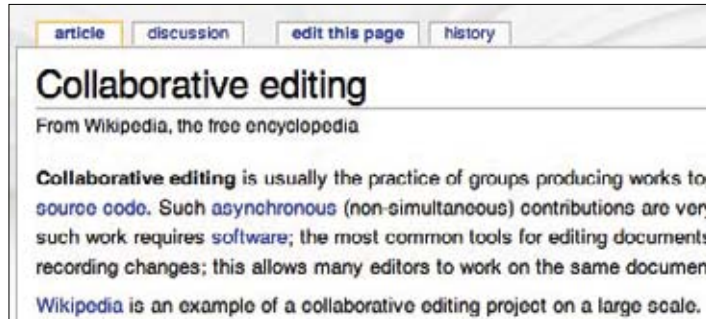 article discussion edit this page history
Collaborative editing
From Wikipedia, the free encyclopedia
Collaborative editing is usually the practice of groups producing works to
source code. Such asynchronous (non-simultaneous) contributions are very
such work requires software; the most common tools for editing documents
recording changes; this allows many editors to work on the same documen
Wikipedia is an example of a collaborative editing project on a large scale.